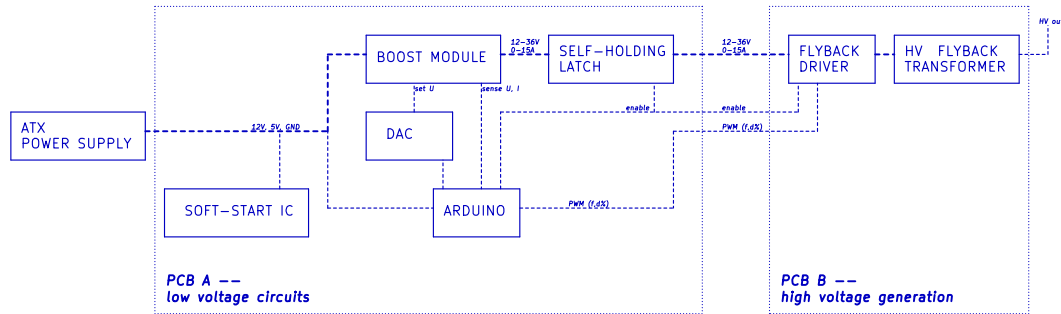 HV ou
12-36V
0-15A
12-36V
0-15A
BOOST MODULE
SELF-HOLDING
LATCH
FLYBACK
DRIVER
HV FLYBACK
TRANSFORMER
set U
sense U, I
enable
enable
12V, 5V, GND
PWM (f,d%)
ATX
POWER SUPPLY
DAC
SOFT-START IC
ARDUINO
PWM (f,d%)
PCB A --
low voltage circuits
PCB B --
high voltage generation